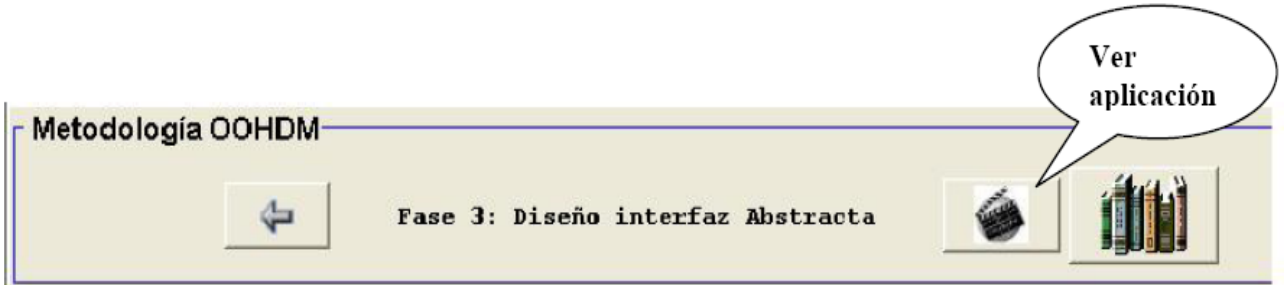 Ver
aplicación
Metodología OOHDM
Fase 3: Diseño interfaz Abstracta